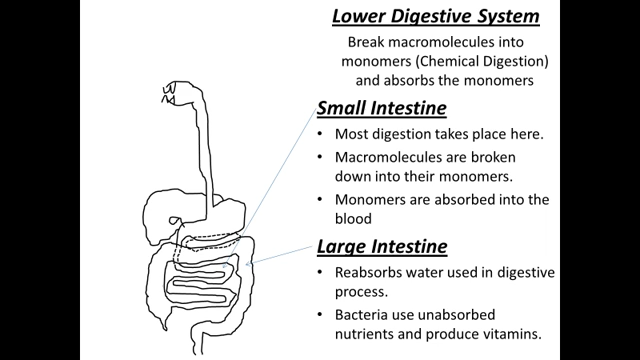 Lower Digestive System
Break macromolecules into
monomers (Chemical Digestion)
and absorbs the monomers
Small Intestine
• Most digestion takes place here.
• Macromolecules are broken
down into their monomers.
• Monomers are absorbed into the
blood
Large Intestine
• Reabsorbs water used in digestive
process.
• Bacteria use unabsorbed
nutrients and produce vitamins.